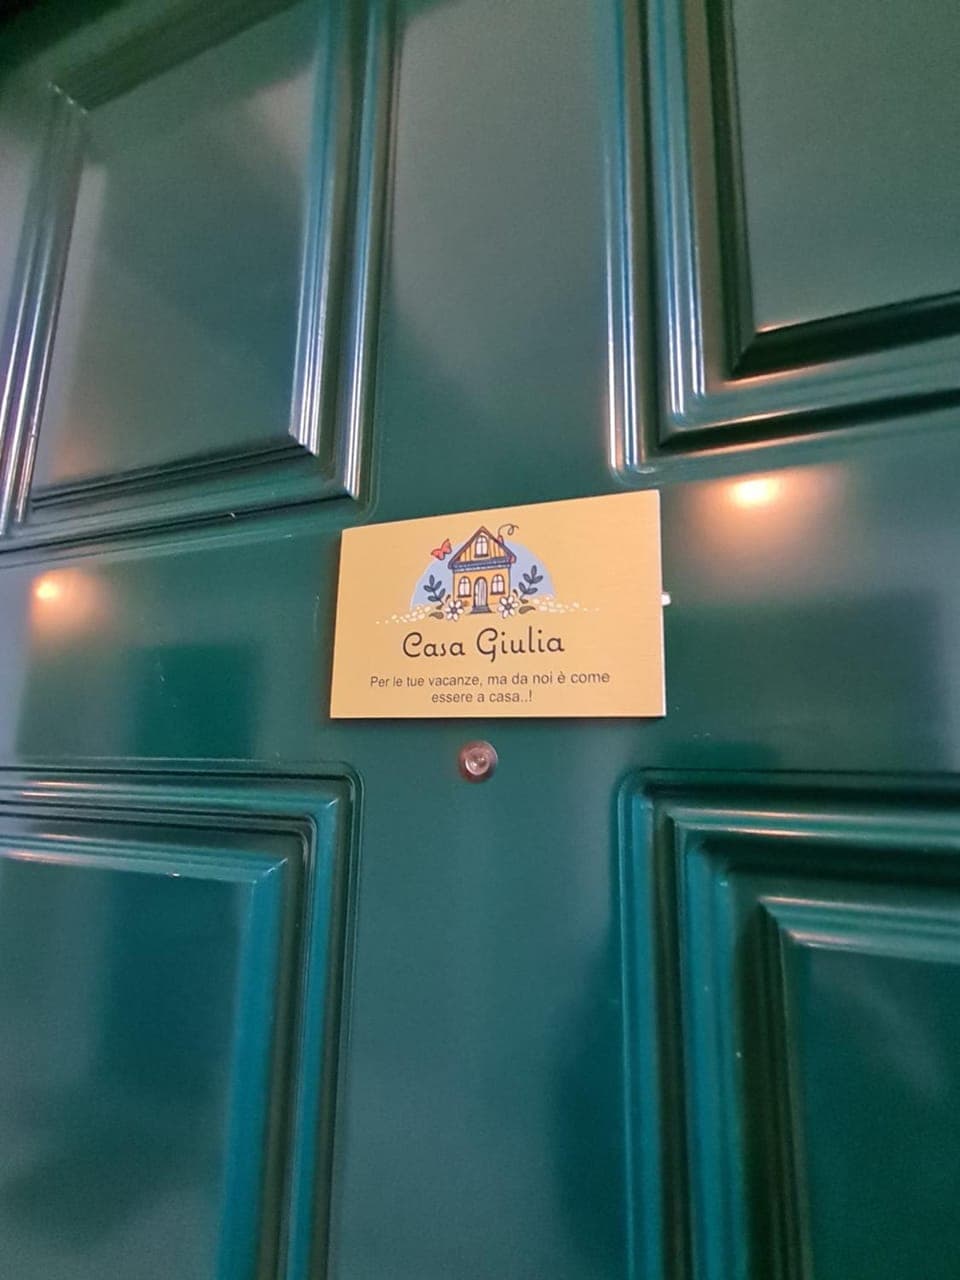 Casa Giulia
Per le tue vacanze, ma da noi è come
essere a casa..!